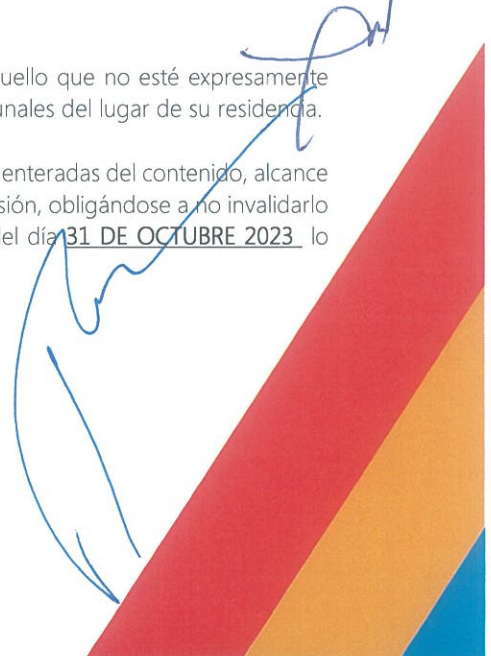 uello que no esté expresamente
unales del lugar de su residencia.
enteradas del contenido, alcance
sión, obligándose a no invalidarlo
del día 31 DE OCTUBRE 2023 lo